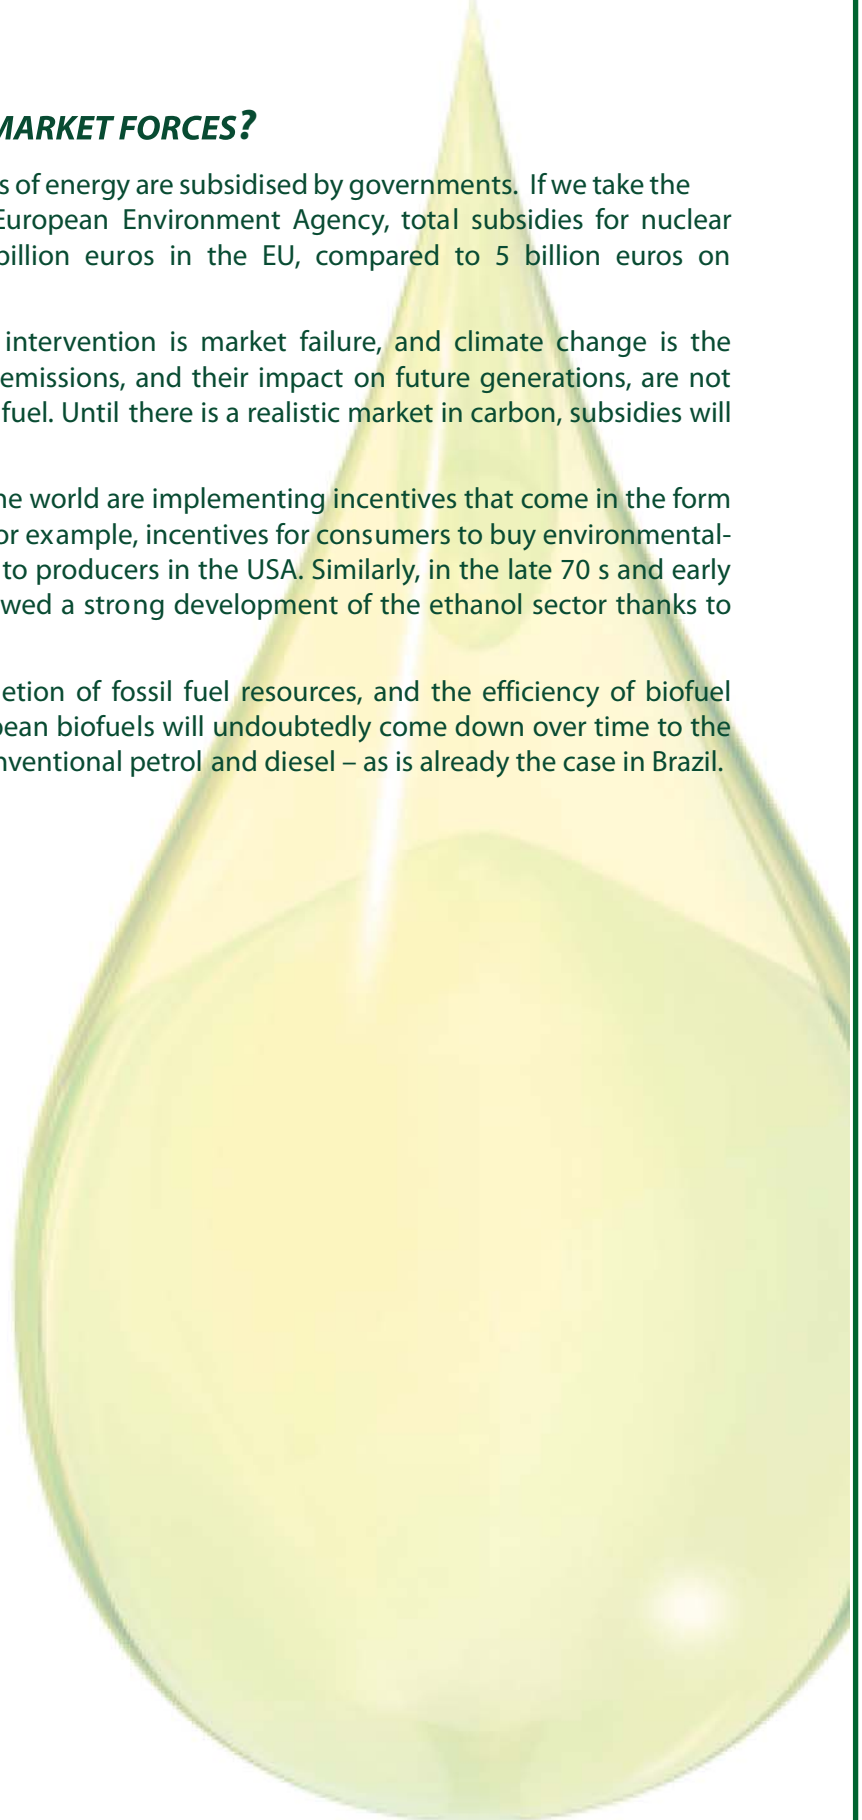 MARKET FORCES?
s of energy are subsidised by governments. If we take the
European Environment Agency, total subsidies for nuclear
billion euros in the EU, compared to 5 billion euros on
intervention is market failure, and climate change is the
emissions, and their impact on future generations, are not
fuel. Until there is a realistic market in carbon, subsidies will
he world are implementing incentives that come in the form
or example, incentives for consumers to buy environmental-
to producers in the USA. Similarly, in the late 70 s and early
wed a strong development of the ethanol sector thanks to
etion of fossil fuel resources, and the efficiency of biofuel
pean biofuels will undoubtedly come down over time to the
nventional petrol and diesel – as is already the case in Brazil.